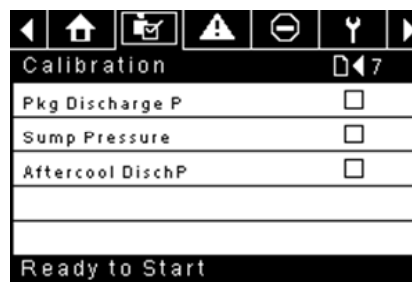 Calibration 7
Pkg Discharge P
Sump Pressure
Aftercool DischP
Ready to Start